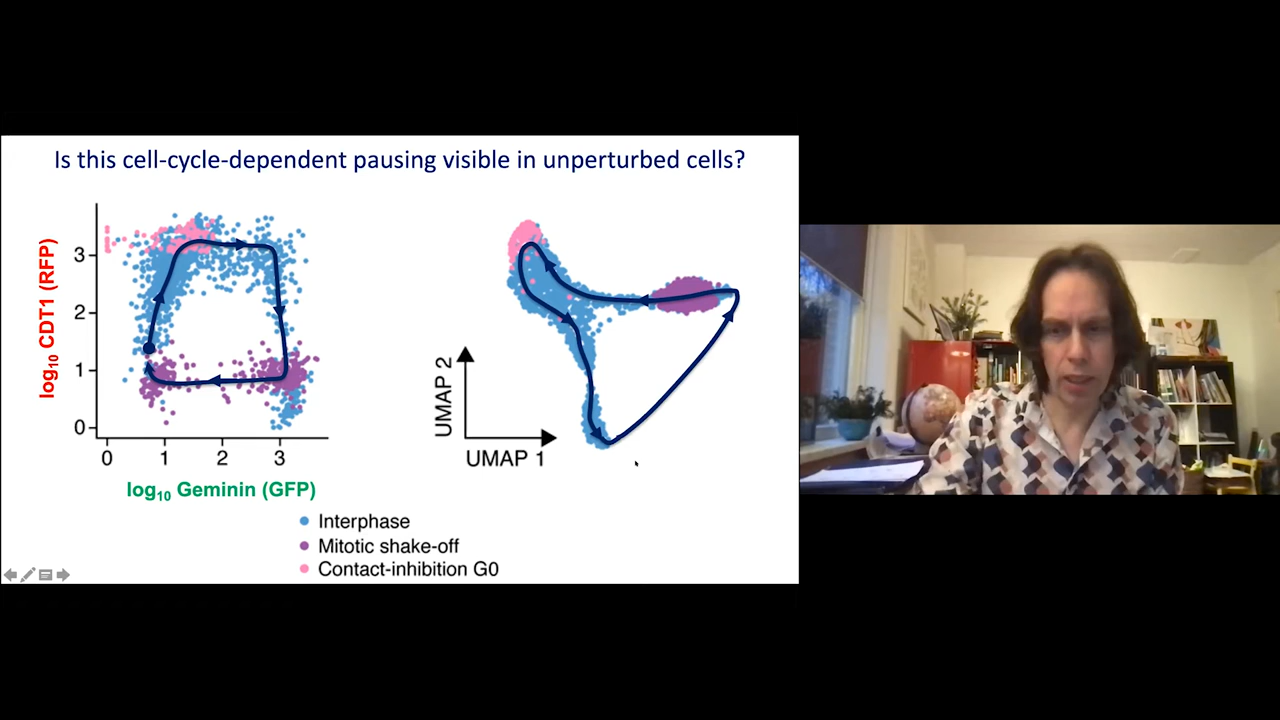 Is this cell-cycle-dependent pausing visible in unperturbed cells?
log10 CDT1 (RFP)
3
2
1
0
0 1 2 3
log10 Geminin (GFP)
UMAP 2
UMAP 1
Interphase
Mitotic shake-off
Contact-inhibition G0